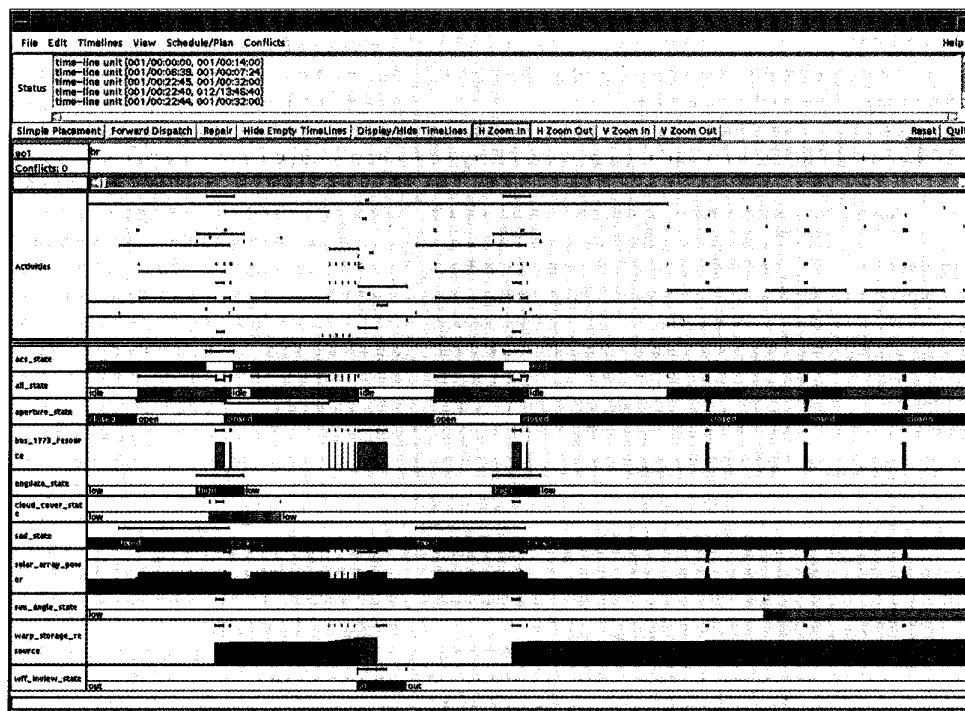 File Edit Timelines View Schedule/Plan Conflicts Help
Status
time-line unit [001/00:00:00, 001/00:14:00]
time-line unit [001/00:08:38, 001/00:07:24]
time-line unit [001/00:22:45, 001/00:32:00]
time-line unit [001/00:22:40, 012/13:46:40]
time-line unit [001/00:22:44, 001/00:32:00]
Simple Placement Forward Dispatch Repair Hide Empty TimeLines Display/Hide TimeLines H Zoom In H Zoom Out V Zoom In V Zoom Out Reset Quit
eo1 hr
Conflicts: 0
Activities
acs_state
ali_state
idle idle idle idle
aperture_state
closed open closed open closed closed closed closed
bus_1773_resour
ce
engdata_state
low high low high low
cloud_cover_stat
e
low low
sad_state
solar_array_pow
er
sun_angle_state
low
warp_storage_re
source
wff_inview_state
out in out